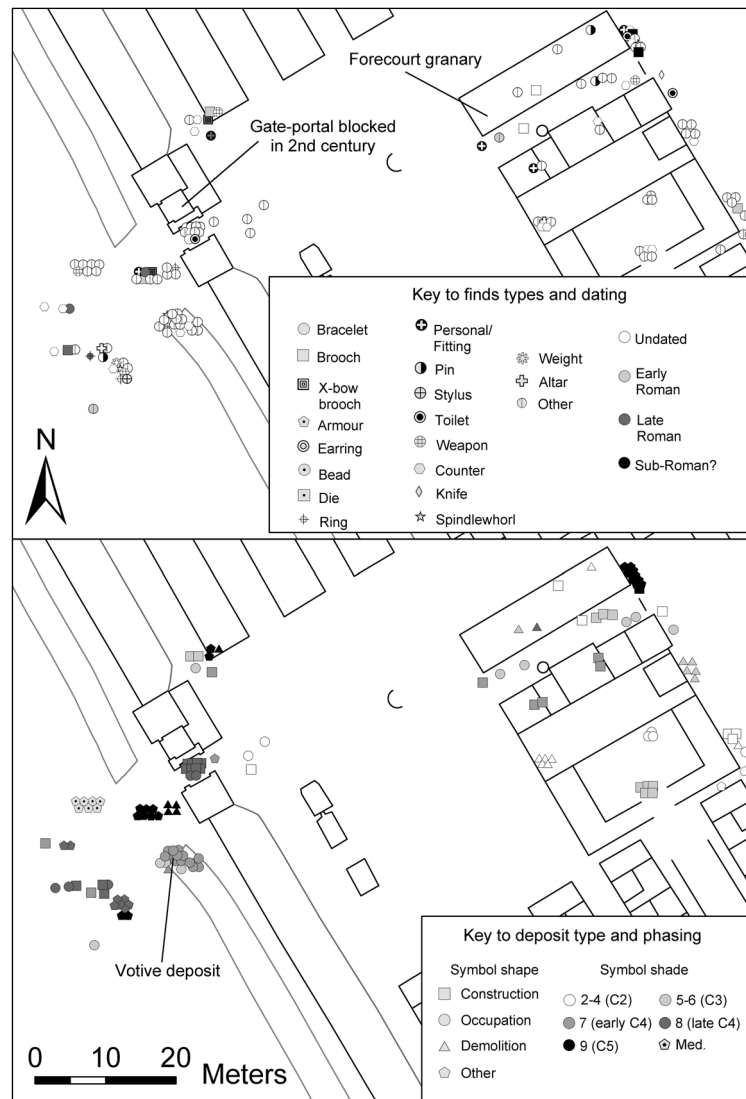 Forecourt granary
Gate-portal blocked
in 2nd century
Key to finds types and dating
Bracelet
Brooch
X-bow
brooch
Armour
Earring
Bead
Die
Ring
Personal/
Fitting
Pin
Stylus
Toilet
Weapon
Counter
Knife
Spindlewhorl
Weight
Altar
Other
Undated
Early
Roman
Late
Roman
Sub-Roman?
N
Votive deposit
Key to deposit type and phasing
Symbol shape
Construction
Occupation
Demolition
Other
Symbol shade
2-4 (C2)
5-6 (C3)
7 (early C4)
8 (late C4)
9 (C5)
Med.
0 10 20 Meters